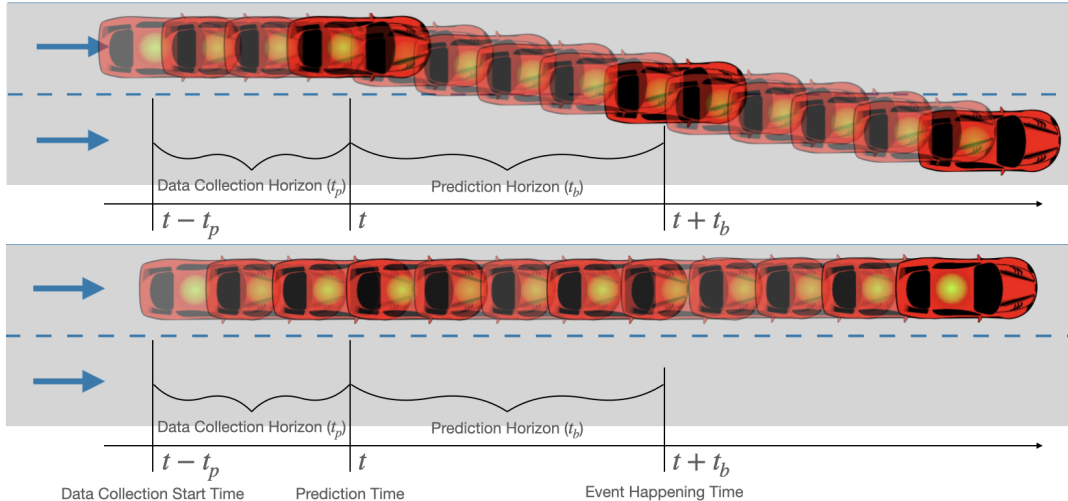 Data Collection Horizon (t_p) Prediction Horizon (t_b)
t − t_p t t + t_b
Data Collection Horizon (t_p) Prediction Horizon (t_b)
t − t_p t t + t_b
Data Collection Start Time Prediction Time Event Happening Time